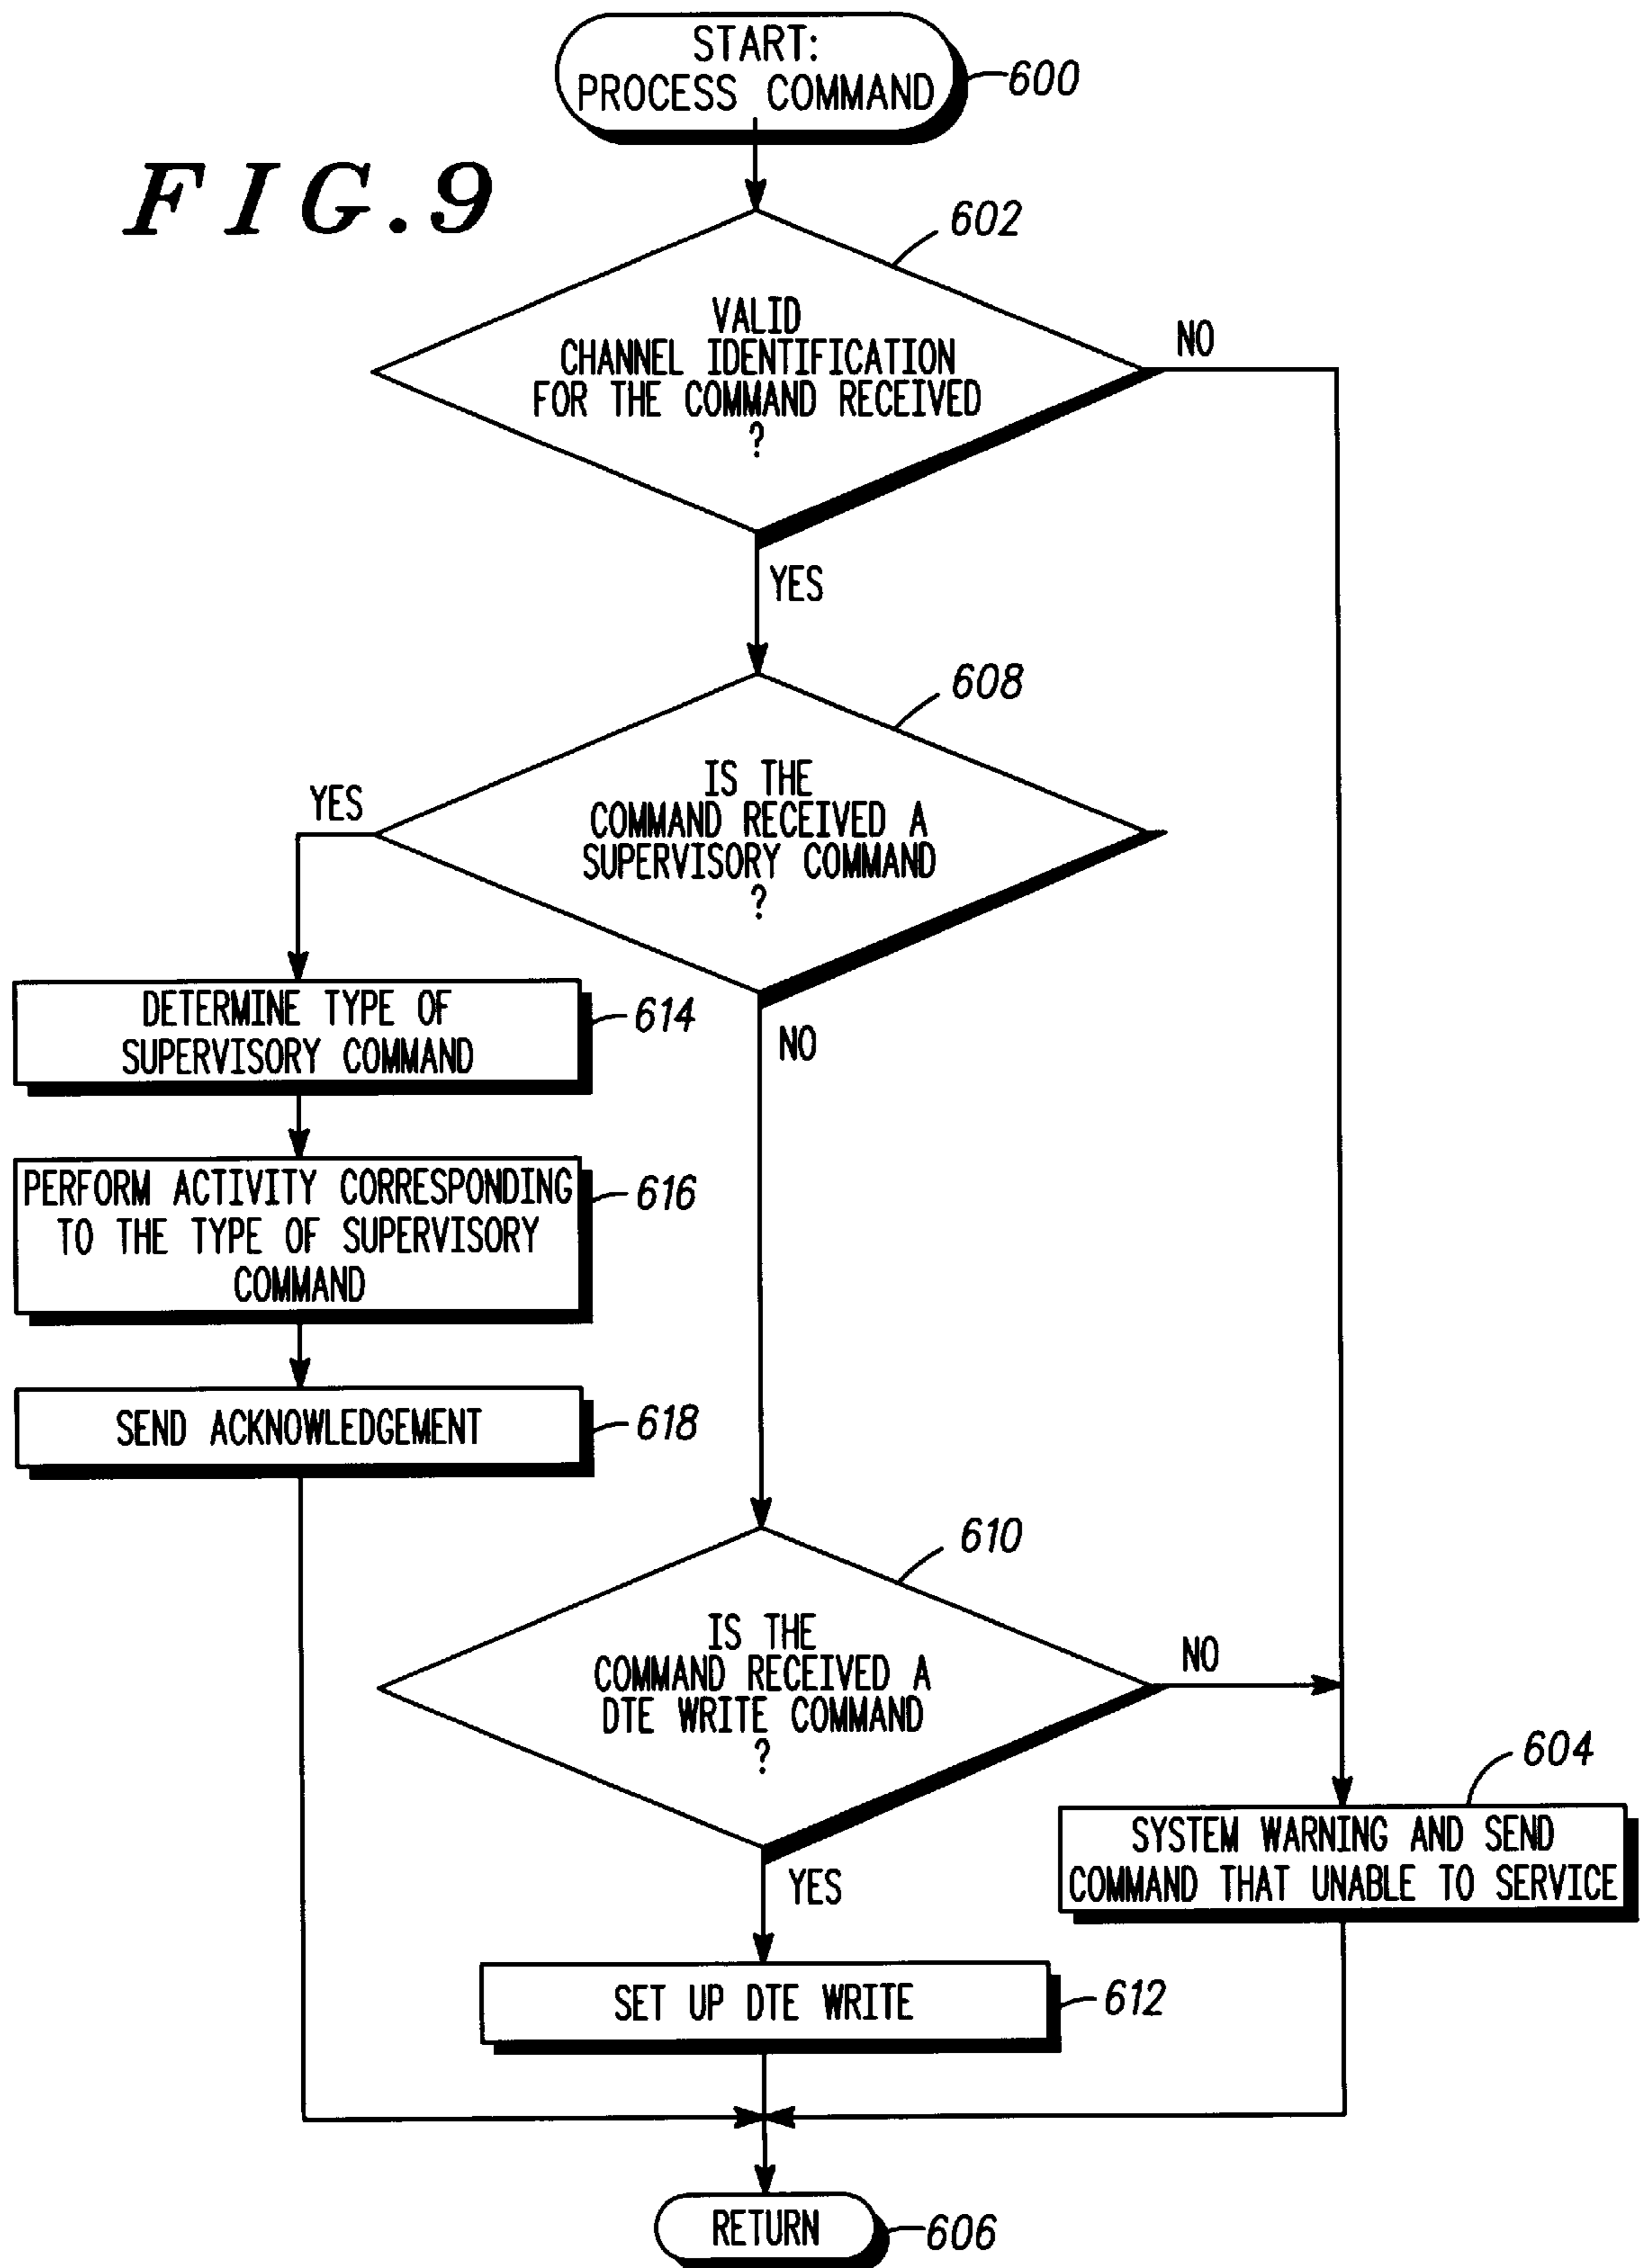 START:
PROCESS COMMAND
600
FIG.9
602
VALID
CHANNEL IDENTIFICATION
FOR THE COMMAND RECEIVED
?
NO
YES
608
IS THE
COMMAND RECEIVED A
SUPERVISORY COMMAND
?
YES
NO
DETERMINE TYPE OF
SUPERVISORY COMMAND
614
PERFORM ACTIVITY CORRESPONDING
TO THE TYPE OF SUPERVISORY
COMMAND
616
SEND ACKNOWLEDGEMENT
618
610
IS THE
COMMAND RECEIVED A
DTE WRITE COMMAND
?
NO
YES
604
SYSTEM WARNING AND SEND
COMMAND THAT UNABLE TO SERVICE
SET UP DTE WRITE
612
RETURN
606